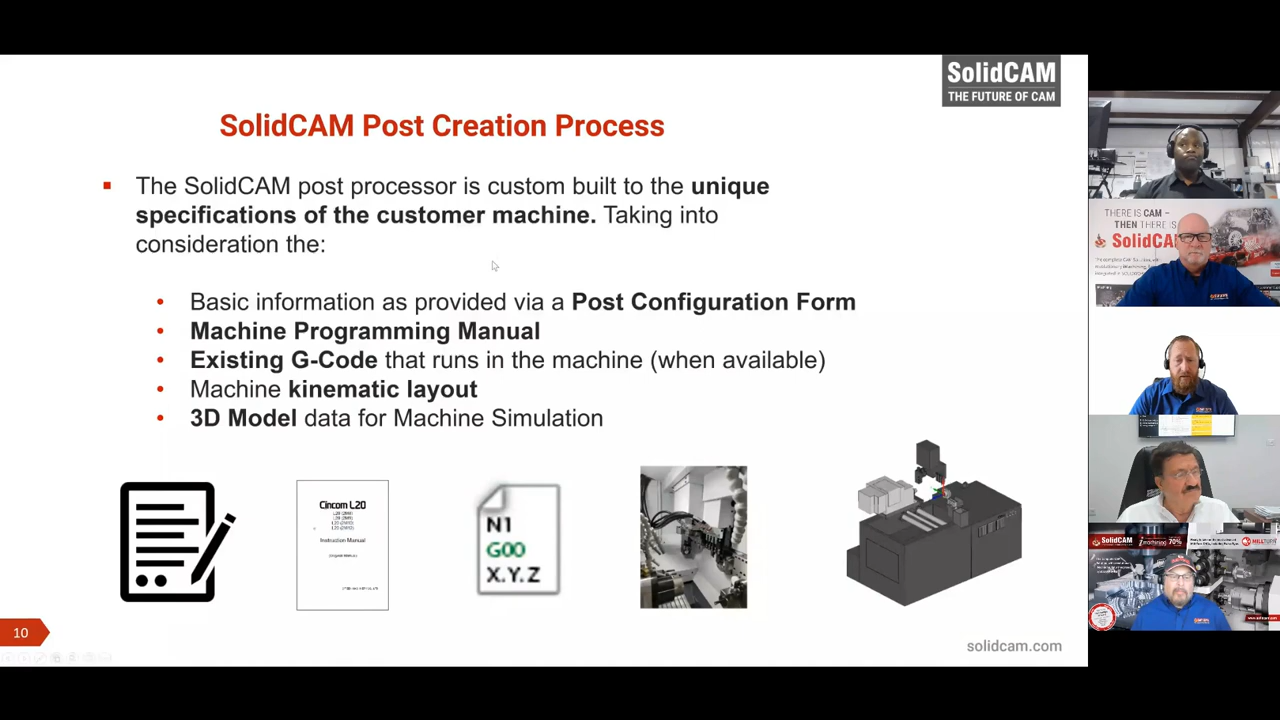 SolidCAM
THE FUTURE OF CAM
SolidCAM Post Creation Process
The SolidCAM post processor is custom built to the unique
specifications of the customer machine. Taking into
consideration the:
Basic information as provided via a Post Configuration Form
Machine Programming Manual
Existing G-Code that runs in the machine (when available)
Machine kinematic layout
3D Model data for Machine Simulation
Cincom L20
Instruction Manual
N1
G00
X.Y.Z
10
solidcam.com
THERE IS CAM –
THEN THERE IS
SolidCA
SolidCAM
70%